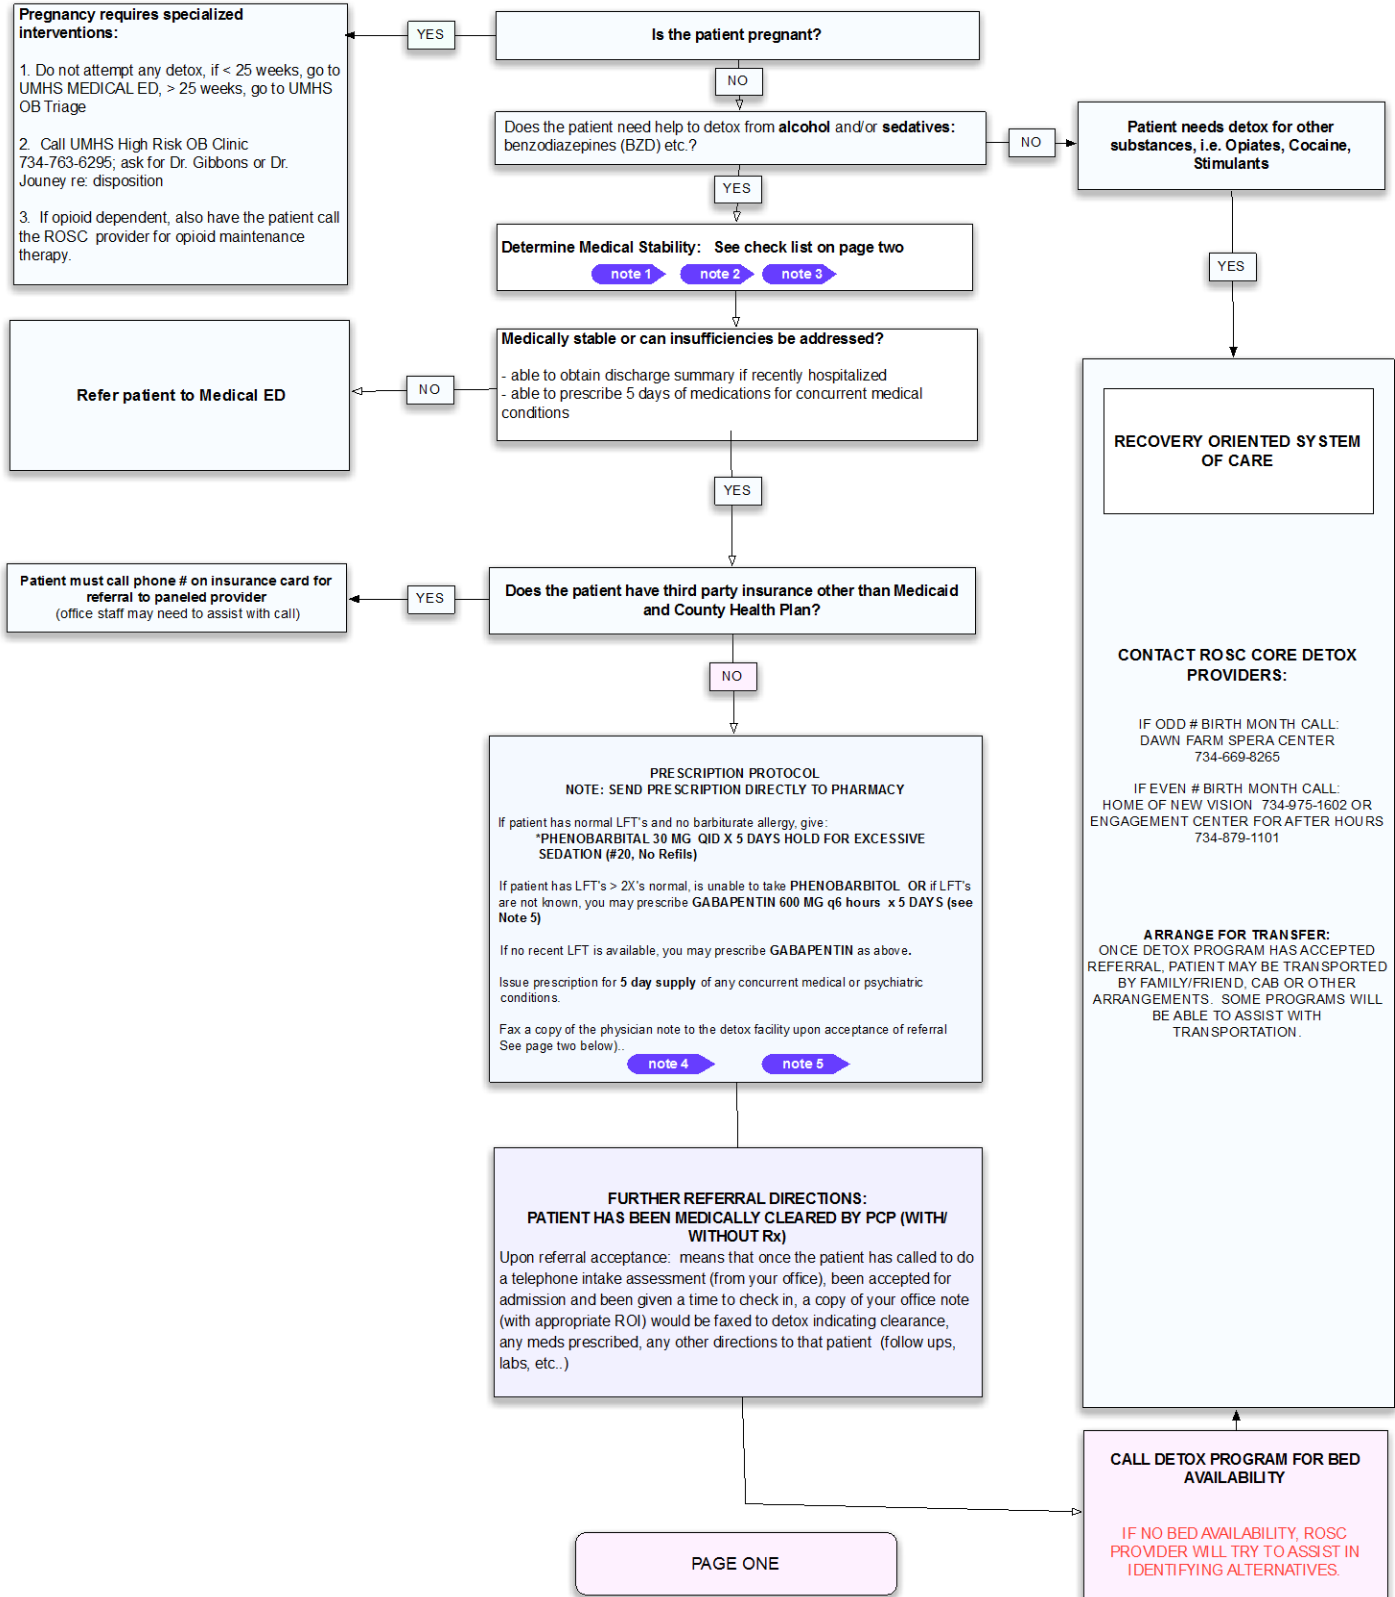 Pregnancy requires specialized
interventions:
1. Do not attempt any detox, if < 25 weeks, go to
UMHS MEDICAL ED, > 25 weeks, go to UMHS
OB Triage
2.  Call UMHS High Risk OB Clinic
734-763-6295; ask for Dr. Gibbons or Dr.
Jouney re: disposition
3.  If opioid dependent, also have the patient call
the ROSC  provider for opioid maintenance
therapy.
YES
Is the patient pregnant?
NO
Does the patient need help to detox from alcohol and/or sedatives:
benzodiazepines (BZD) etc.?
NO
Patient needs detox for other
substances, i.e. Opiates, Cocaine,
Stimulants
YES
YES
Determine Medical Stability:   See check list on page two
note 1
note 2
note 3
Medically stable or can insufficiencies be addressed?
- able to obtain discharge summary if recently hospitalized
- able to prescribe 5 days of medications for concurrent medical
conditions
NO
Refer patient to Medical ED
YES
Does the patient have third party insurance other than Medicaid
and County Health Plan?
YES
Patient must call phone # on insurance card for
referral to paneled provider
(office staff may need to assist with call)
NO
PRESCRIPTION PROTOCOL
NOTE: SEND PRESCRIPTION DIRECTLY TO PHARMACY
If patient has normal LFT's and no barbiturate allergy, give:
*PHENOBARBITAL 30 MG  QID X 5 DAYS HOLD FOR EXCESSIVE
SEDATION (#20, No Refils)
If patient has LFT's > 2X's normal, is unable to take PHENOBARBITOL  OR if LFT's
are not known, you may prescribe GABAPENTIN 600 MG q6 hours  x 5 DAYS (see
Note 5)
If no recent LFT is available, you may prescribe GABAPENTIN as above.
Issue prescription for 5 day supply of any concurrent medical or psychiatric
conditions.
Fax a copy of the physician note to the detox facility upon acceptance of referral
See page two below)..
note 4
note 5
FURTHER REFERRAL DIRECTIONS:
PATIENT HAS BEEN MEDICALLY CLEARED BY PCP (WITH/
WITHOUT Rx)
Upon referral acceptance:  means that once the patient has called to do
a telephone intake assessment (from your office), been accepted for
admission and been given a time to check in, a copy of your office note
(with appropriate ROI) would be faxed to detox indicating clearance,
any meds prescribed, any other directions to that patient  (follow ups,
labs, etc..)
RECOVERY ORIENTED SYSTEM
OF CARE
CONTACT ROSC CORE DETOX
PROVIDERS:
IF ODD # BIRTH MONTH CALL:
DAWN FARM SPERA CENTER
734-669-8265
IF EVEN # BIRTH MONTH CALL:
HOME OF NEW VISION  734-975-1602 OR
ENGAGEMENT CENTER FOR AFTER HOURS
734-879-1101
ARRANGE FOR TRANSFER:
ONCE DETOX PROGRAM HAS ACCEPTED
REFERRAL, PATIENT MAY BE TRANSPORTED
BY FAMILY/FRIEND, CAB OR OTHER
ARRANGEMENTS.  SOME PROGRAMS WILL
BE ABLE TO ASSIST WITH
TRANSPORTATION.
CALL DETOX PROGRAM FOR BED
AVAILABILITY
IF NO BED AVAILABILITY, ROSC
PROVIDER WILL TRY TO ASSIST IN
IDENTIFYING ALTERNATIVES.
PAGE ONE